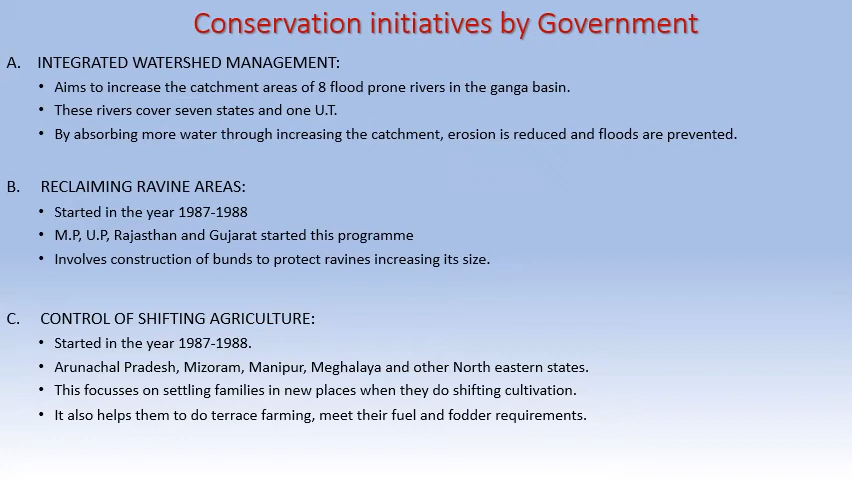 Conservation initiatives by Government
A. INTEGRATED WATERSHED MANAGEMENT:
• Aims to increase the catchment areas of 8 flood prone rivers in the ganga basin.
• These rivers cover seven states and one U.T.
• By absorbing more water through increasing the catchment, erosion is reduced and floods are prevented.
B. RECLAIMING RAVINE AREAS:
• Started in the year 1987-1988
• M.P, U.P, Rajasthan and Gujarat started this programme
• Involves construction of bunds to protect ravines increasing its size.
C. CONTROL OF SHIFTING AGRICULTURE:
• Started in the year 1987-1988.
• Arunachal Pradesh, Mizoram, Manipur, Meghalaya and other North eastern states.
• This focusses on settling families in new places when they do shifting cultivation.
• It also helps them to do terrace farming, meet their fuel and fodder requirements.